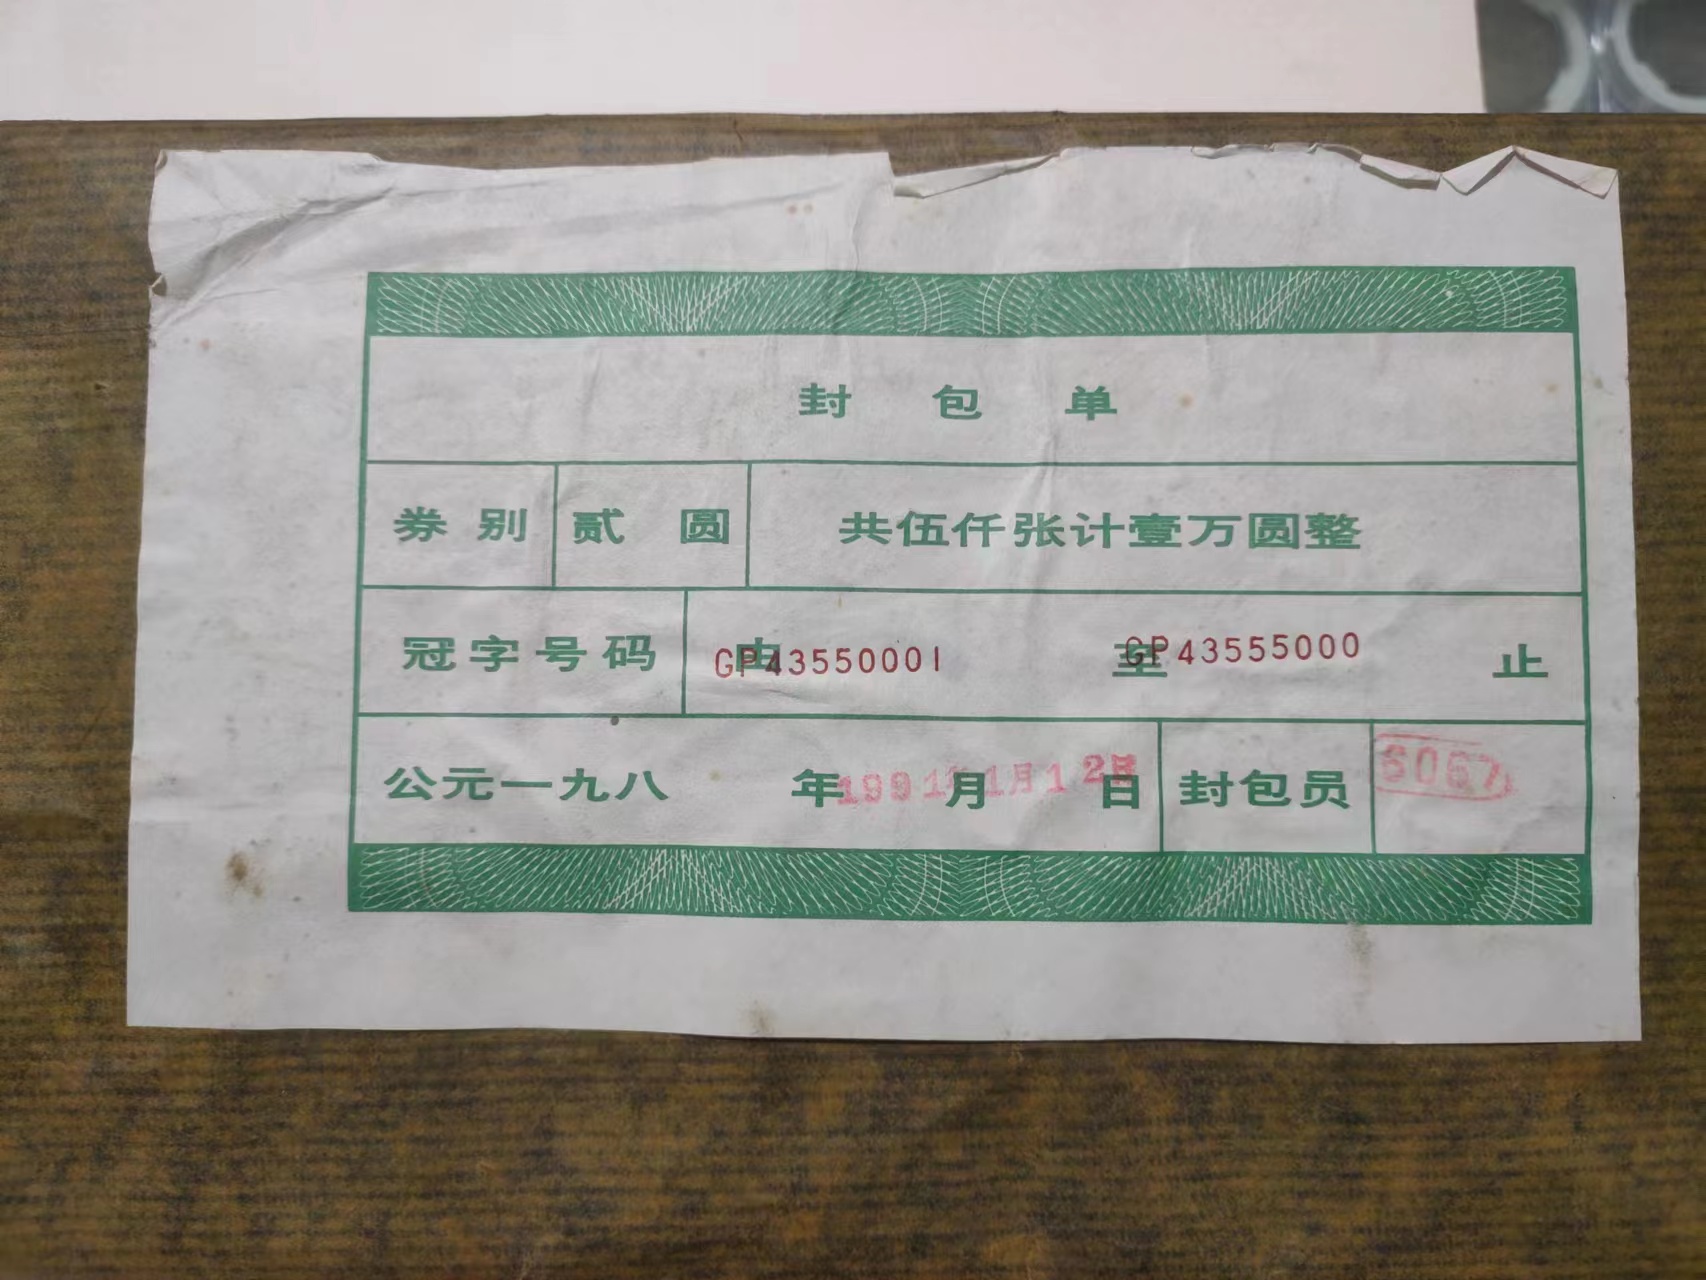 封包单
券别 贰圆 共伍仟张计壹万圆整
冠字号码 由 GP43550001 至 GP43555000 止
公元一九八 年 月 日 1991年1月12日 封包员 6067